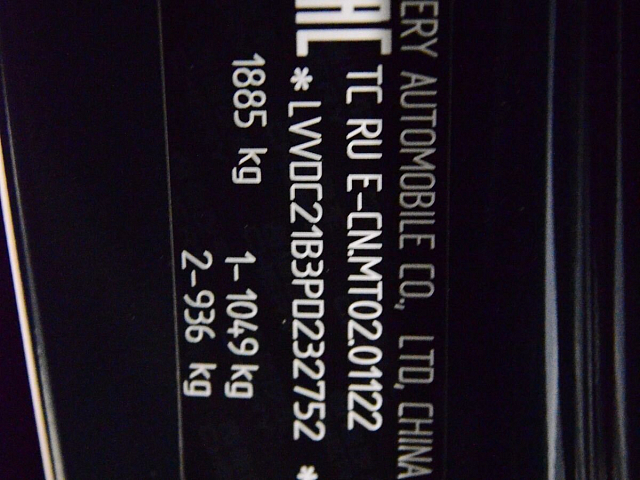 ERY AUTOMOBILE CO., LTD, CHINA
EAC TC RU E-CN.MT02.01122
*LVVDC21B3PD232752 *
1885 kg
1-1049 kg
2-936 kg